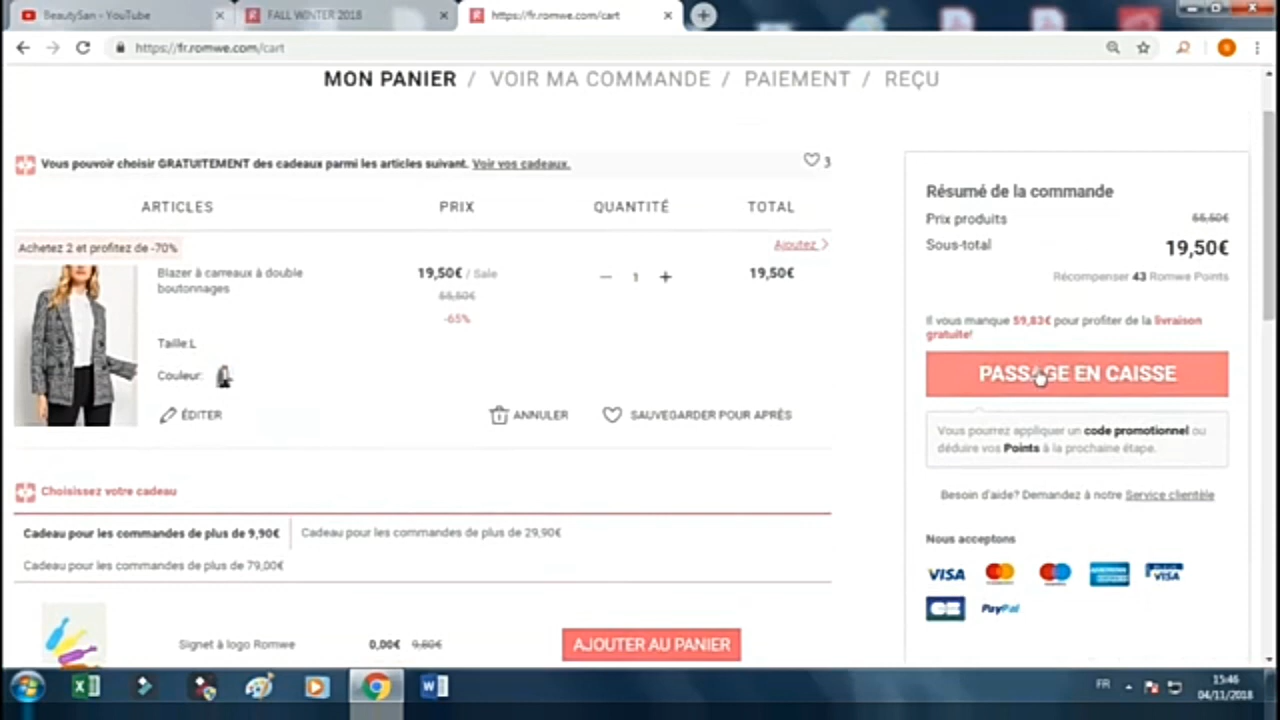 BeautySan - YouTube
FALL WINTER 2018
https://fr.romwe.com/cart
https://fr.romwe.com/cart
MON PANIER / VOIR MA COMMANDE / PAIEMENT / REÇU
Vous pouvoir choisir GRATUITEMENT des cadeaux parmi les articles suivant. Voir vos cadeaux.
3
ARTICLES PRIX QUANTITÉ TOTAL
Achetez 2 et profitez de -70%
Ajoutez >
Blazer à carreaux à double
boutonnages
19,50€ / Sale
55,50€
-65%
1
19,50€
Taille:L
Couleur:
ÉDITER
ANNULER
SAUVEGARDER POUR APRÈS
Choisissez votre cadeau
Cadeau pour les commandes de plus de 9,90€
Cadeau pour les commandes de plus de 29,90€
Cadeau pour les commandes de plus de 79,00€
Signet à logo Romwe
0,00€
AJOUTER AU PANIER
Résumé de la commande
Prix produits 55,50€
Sous-total 19,50€
Récompenser 43 Romwe Points
Il vous manque 59,83€ pour profiter de la livraison
gratuite!
PASSAGE EN CAISSE
Vous pourrez appliquer un code promotionnel ou
déduire vos Points à la prochaine étape.
Besoin d'aide? Demandez à notre Service clientèle
Nous acceptons
VISA
VISA
PayPal
FR
15:46
04/11/2018